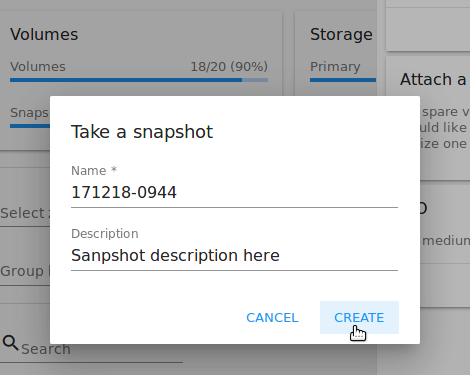 Volumes
Storage
Volumes
18/20 (90%)
Primary
Snaps
Attach a
spare v
uld like
ize one
Take a snapshot
Name *
171218-0944
Description
Sanpshot description here
CANCEL
CREATE
Select
Group
mediun
Search